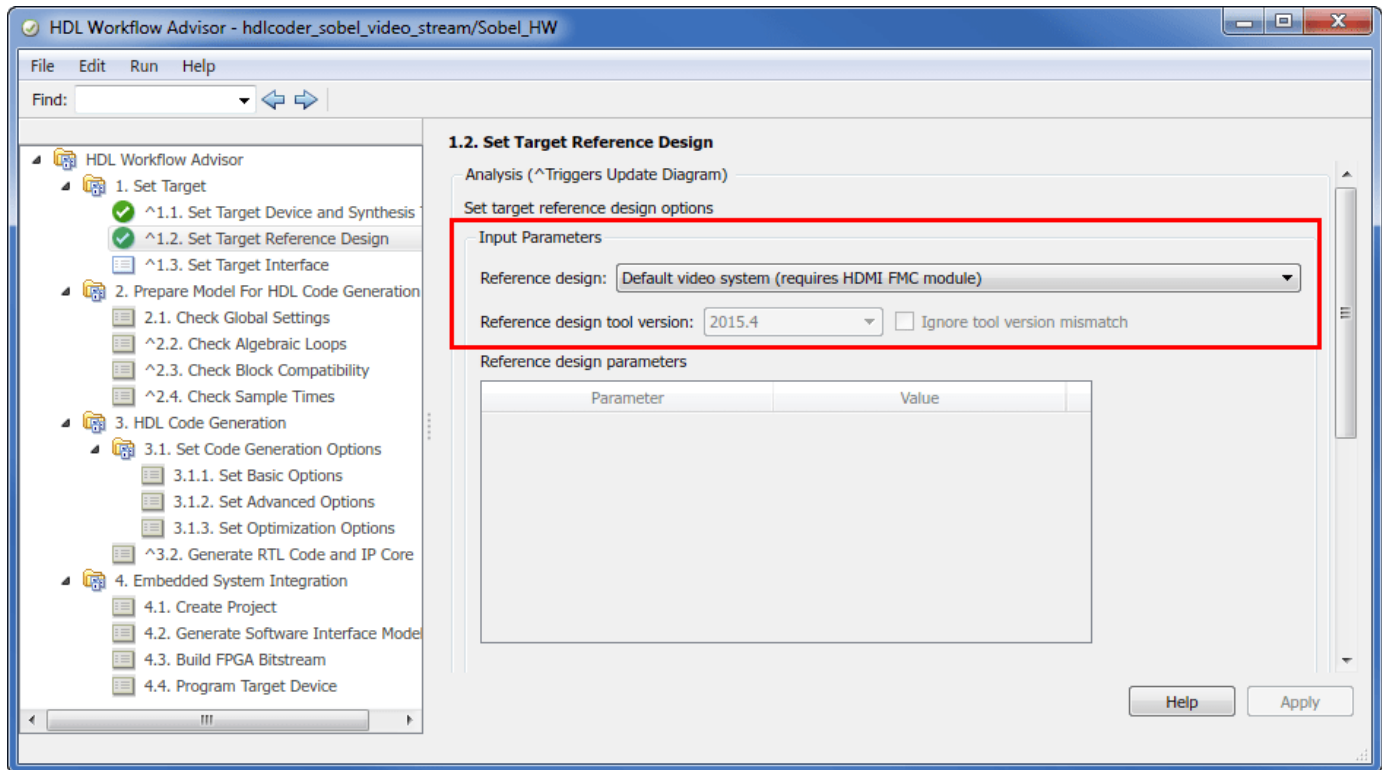 HDL Workflow Advisor - hdlcoder_sobel_video_stream/Sobel_HW
File Edit Run Help
Find:
HDL Workflow Advisor
1. Set Target
^1.1. Set Target Device and Synthesis
^1.2. Set Target Reference Design
^1.3. Set Target Interface
2. Prepare Model For HDL Code Generation
2.1. Check Global Settings
^2.2. Check Algebraic Loops
^2.3. Check Block Compatibility
^2.4. Check Sample Times
3. HDL Code Generation
3.1. Set Code Generation Options
3.1.1. Set Basic Options
3.1.2. Set Advanced Options
3.1.3. Set Optimization Options
^3.2. Generate RTL Code and IP Core
4. Embedded System Integration
4.1. Create Project
4.2. Generate Software Interface Model
4.3. Build FPGA Bitstream
4.4. Program Target Device
1.2. Set Target Reference Design
Analysis (^Triggers Update Diagram)
Set target reference design options
Input Parameters
Reference design: Default video system (requires HDMI FMC module)
Reference design tool version: 2015.4 Ignore tool version mismatch
Reference design parameters
Parameter Value
Help Apply